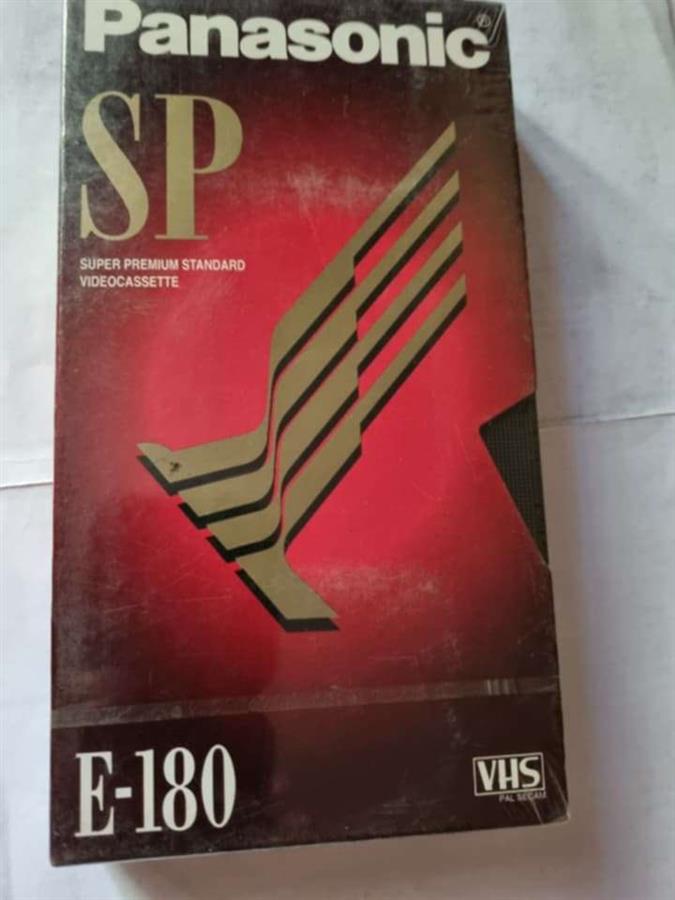 Panasonic
SP
SUPER PREMIUM STANDARD
VIDEOCASSETTE
E-180
VHS
PAL SECAM